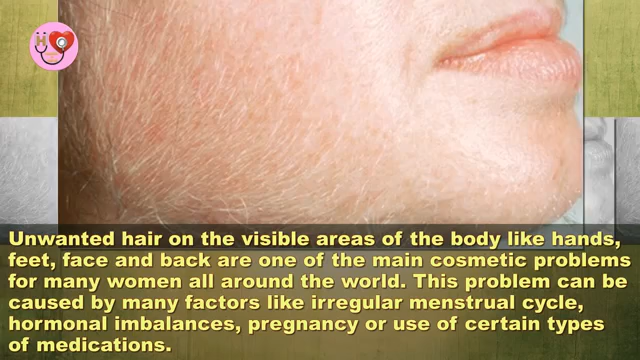 Unwanted hair on the visible areas of the body like hands,
feet, face and back are one of the main cosmetic problems
for many women all around the world. This problem can be
caused by many factors like irregular menstrual cycle,
hormonal imbalances, pregnancy or use of certain types
of medications.